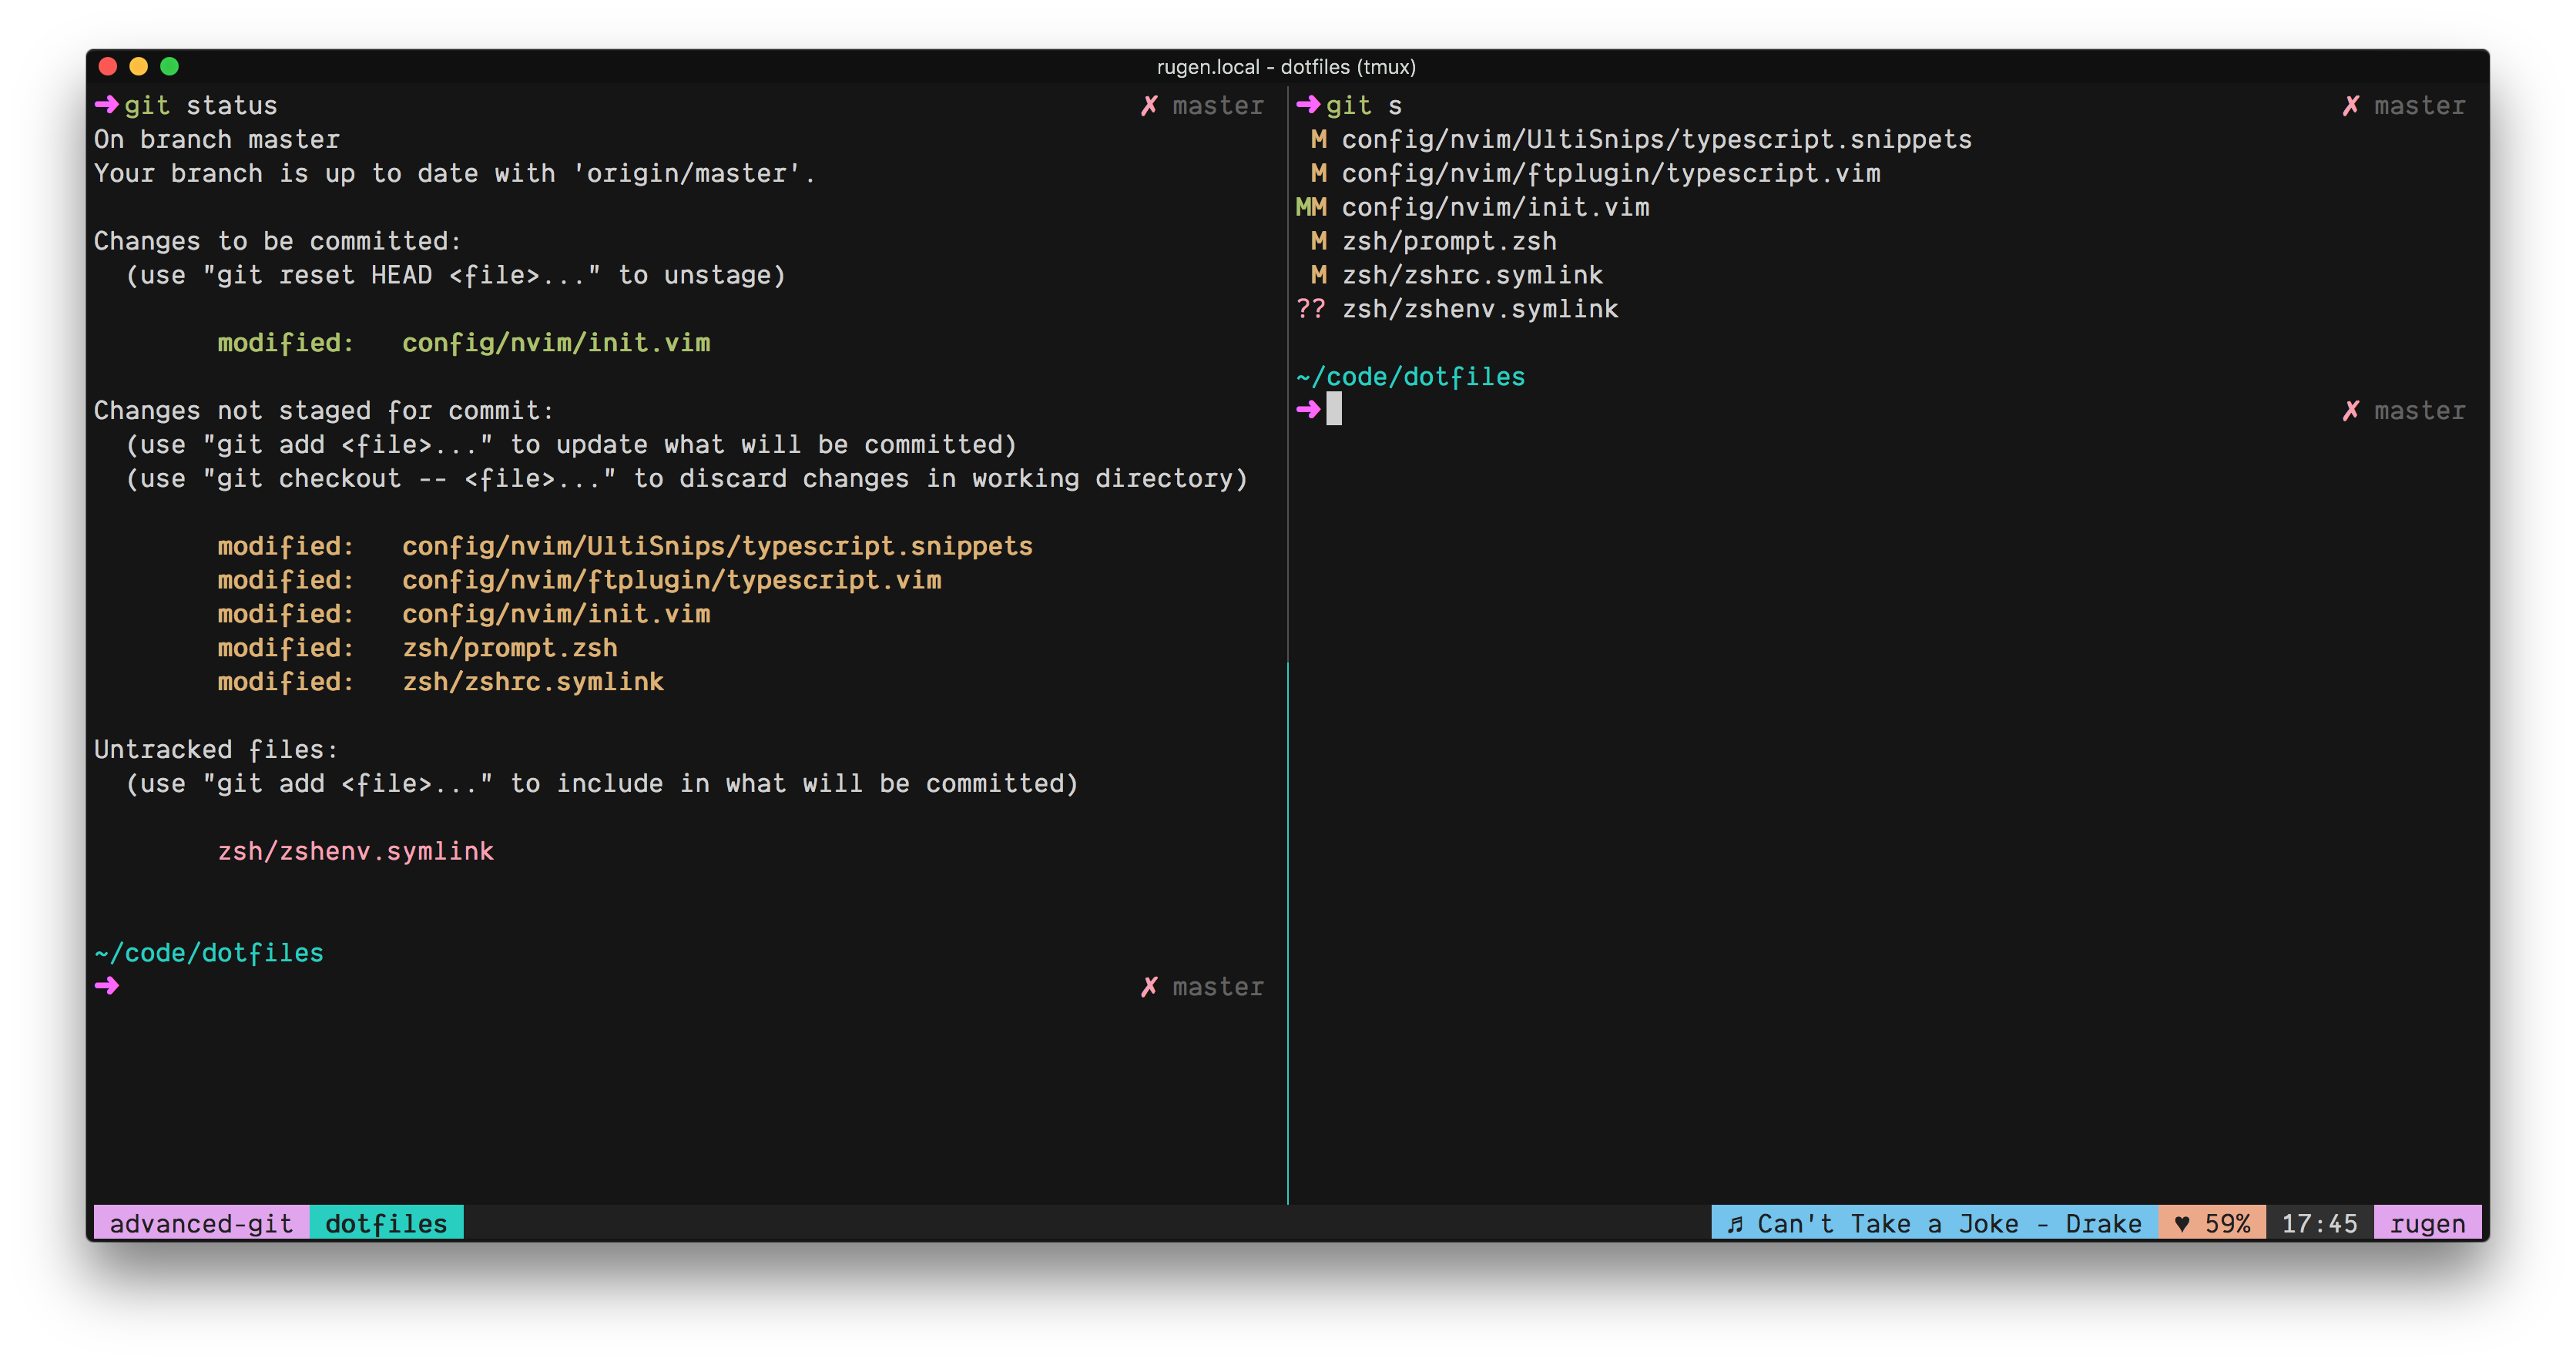 rugen.local - dotfiles (tmux)
➜ git status ✗ master
On branch master
Your branch is up to date with 'origin/master'.
Changes to be committed:
(use "git reset HEAD <file>..." to unstage)
modified: config/nvim/init.vim
Changes not staged for commit:
(use "git add <file>..." to update what will be committed)
(use "git checkout -- <file>..." to discard changes in working directory)
modified: config/nvim/UltiSnips/typescript.snippets
modified: config/nvim/ftplugin/typescript.vim
modified: config/nvim/init.vim
modified: zsh/prompt.zsh
modified: zsh/zshrc.symlink
Untracked files:
(use "git add <file>..." to include in what will be committed)
zsh/zshenv.symlink
~/code/dotfiles
➜ ✗ master
➜ git s ✗ master
M config/nvim/UltiSnips/typescript.snippets
M config/nvim/ftplugin/typescript.vim
MM config/nvim/init.vim
M zsh/prompt.zsh
M zsh/zshrc.symlink
?? zsh/zshenv.symlink
~/code/dotfiles
➜ ✗ master
advanced-git dotfiles ♬ Can't Take a Joke - Drake ♥ 59% 17:45 rugen